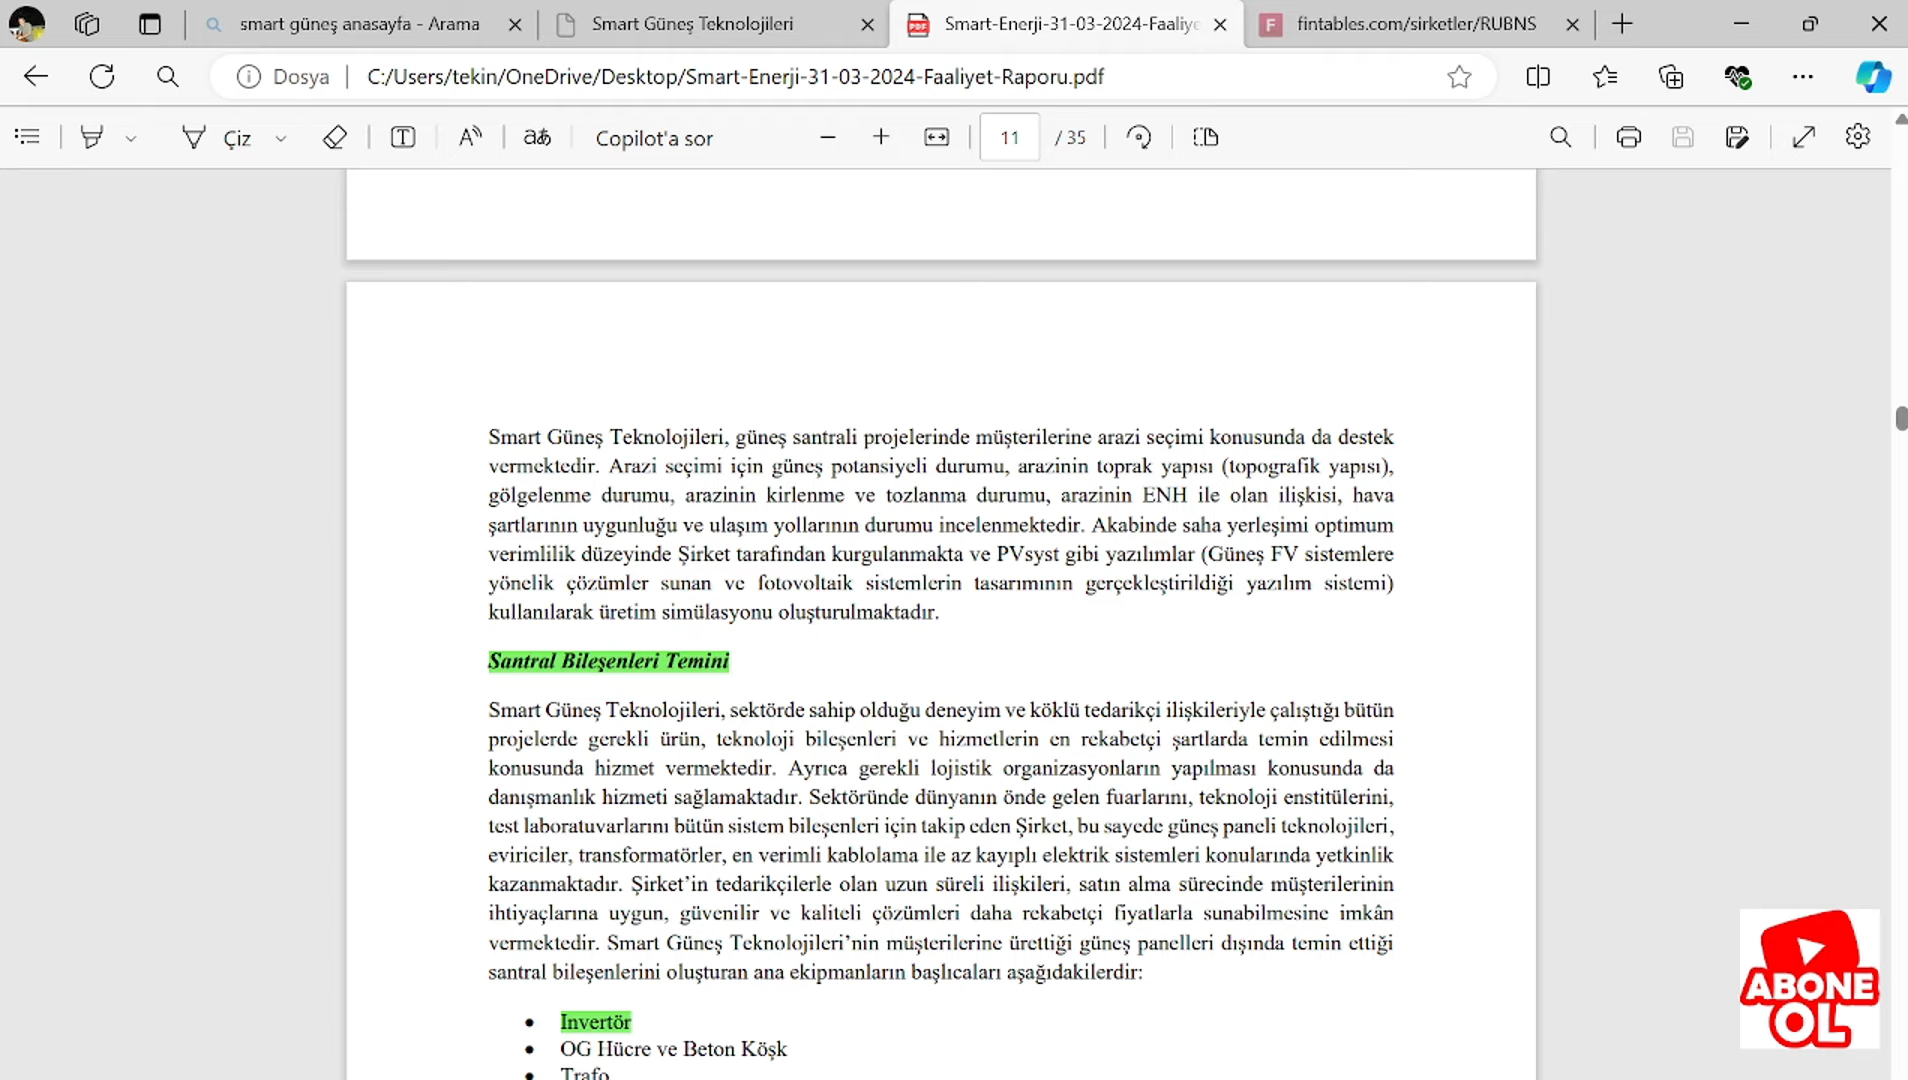 smart güneş anasayfa - Arama
Smart Güneş Teknolojileri
Smart-Enerji-31-03-2024-Faaliye
fintables.com/sirketler/RUBNS
Dosya
C:/Users/tekin/OneDrive/Desktop/Smart-Enerji-31-03-2024-Faaliyet-Raporu.pdf
Çiz
Copilot'a sor
11 / 35
Smart Güneş Teknolojileri, güneş santrali projelerinde müşterilerine arazi seçimi konusunda da destek
vermektedir. Arazi seçimi için güneş potansiyeli durumu, arazinin toprak yapısı (topografik yapısı),
gölgelenme durumu, arazinin kirlenme ve tozlanma durumu, arazinin ENH ile olan ilişkisi, hava
şartlarının uygunluğu ve ulaşım yollarının durumu incelenmektedir. Akabinde saha yerleşimi optimum
verimlilik düzeyinde Şirket tarafından kurgulanmakta ve PVsyst gibi yazılımlar (Güneş FV sistemlere
yönelik çözümler sunan ve fotovoltaik sistemlerin tasarımının gerçekleştirildiği yazılım sistemi)
kullanılarak üretim simülasyonu oluşturulmaktadır.
Santral Bileşenleri Temini
Smart Güneş Teknolojileri, sektörde sahip olduğu deneyim ve köklü tedarikçi ilişkileriyle çalıştığı bütün
projelerde gerekli ürün, teknoloji bileşenleri ve hizmetlerin en rekabetçi şartlarda temin edilmesi
konusunda hizmet vermektedir. Ayrıca gerekli lojistik organizasyonların yapılması konusunda da
danışmanlık hizmeti sağlamaktadır. Sektöründe dünyanın önde gelen fuarlarını, teknoloji enstitülerini,
test laboratuvarlarını bütün sistem bileşenleri için takip eden Şirket, bu sayede güneş paneli teknolojileri,
eviriciler, transformatörler, en verimli kablolama ile az kayıplı elektrik sistemleri konularında yetkinlik
kazanmaktadır. Şirket’in tedarikçilerle olan uzun süreli ilişkileri, satın alma sürecinde müşterilerinin
ihtiyaçlarına uygun, güvenilir ve kaliteli çözümleri daha rekabetçi fiyatlarla sunabilmesine imkân
vermektedir. Smart Güneş Teknolojileri’nin müşterilerine ürettiği güneş panelleri dışında temin ettiği
santral bileşenlerini oluşturan ana ekipmanların başlıcaları aşağıdakilerdir:
• Invertör
• OG Hücre ve Beton Köşk
• Trafo
ABONE
OL